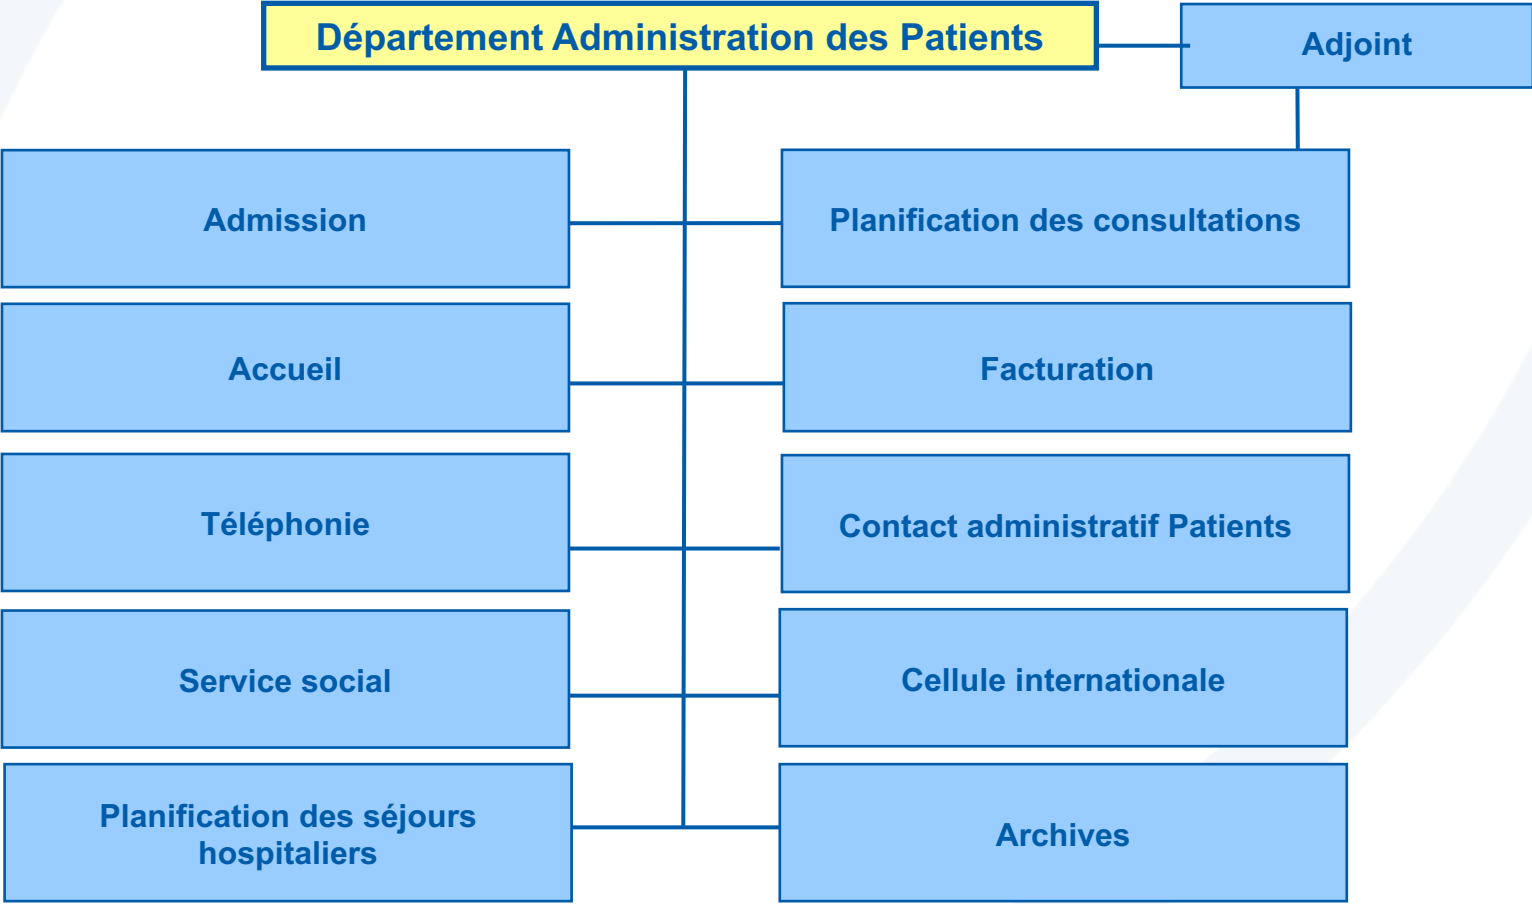 Département Administration des Patients
Adjoint
Admission
Planification des consultations
Accueil
Facturation
Téléphonie
Contact administratif Patients
Service social
Cellule internationale
Planification des séjours
hospitaliers
Archives